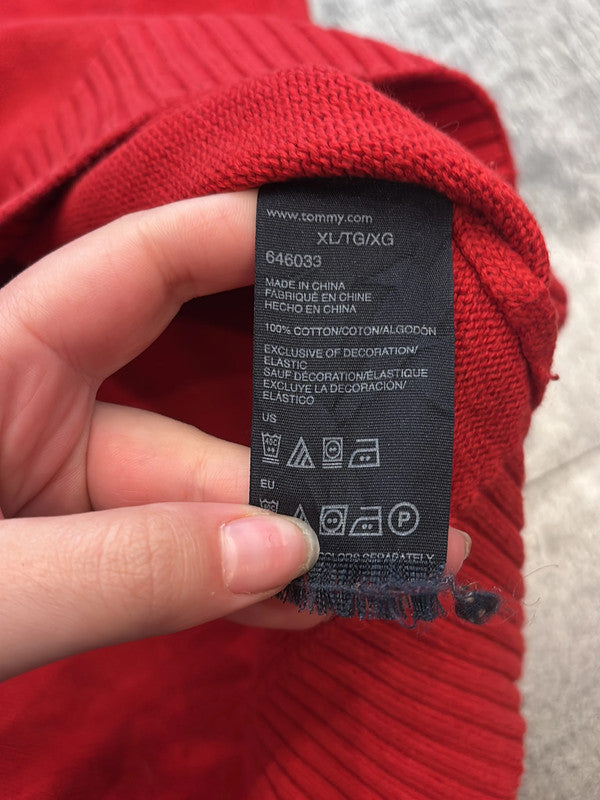 www.tommy.com
XL/TG/XG
646033
MADE IN CHINA
FABRIQUÉ EN CHINE
HECHO EN CHINA
100% COTTON/COTON/ALGODÓN
EXCLUSIVE OF DECORATION/
ELASTIC
SAUF DÉCORATION/ÉLASTIQUE
EXCLUYE LA DECORACIÓN/
ELÁSTICO
US
40C
EU
P
COLORS SEPARATELY